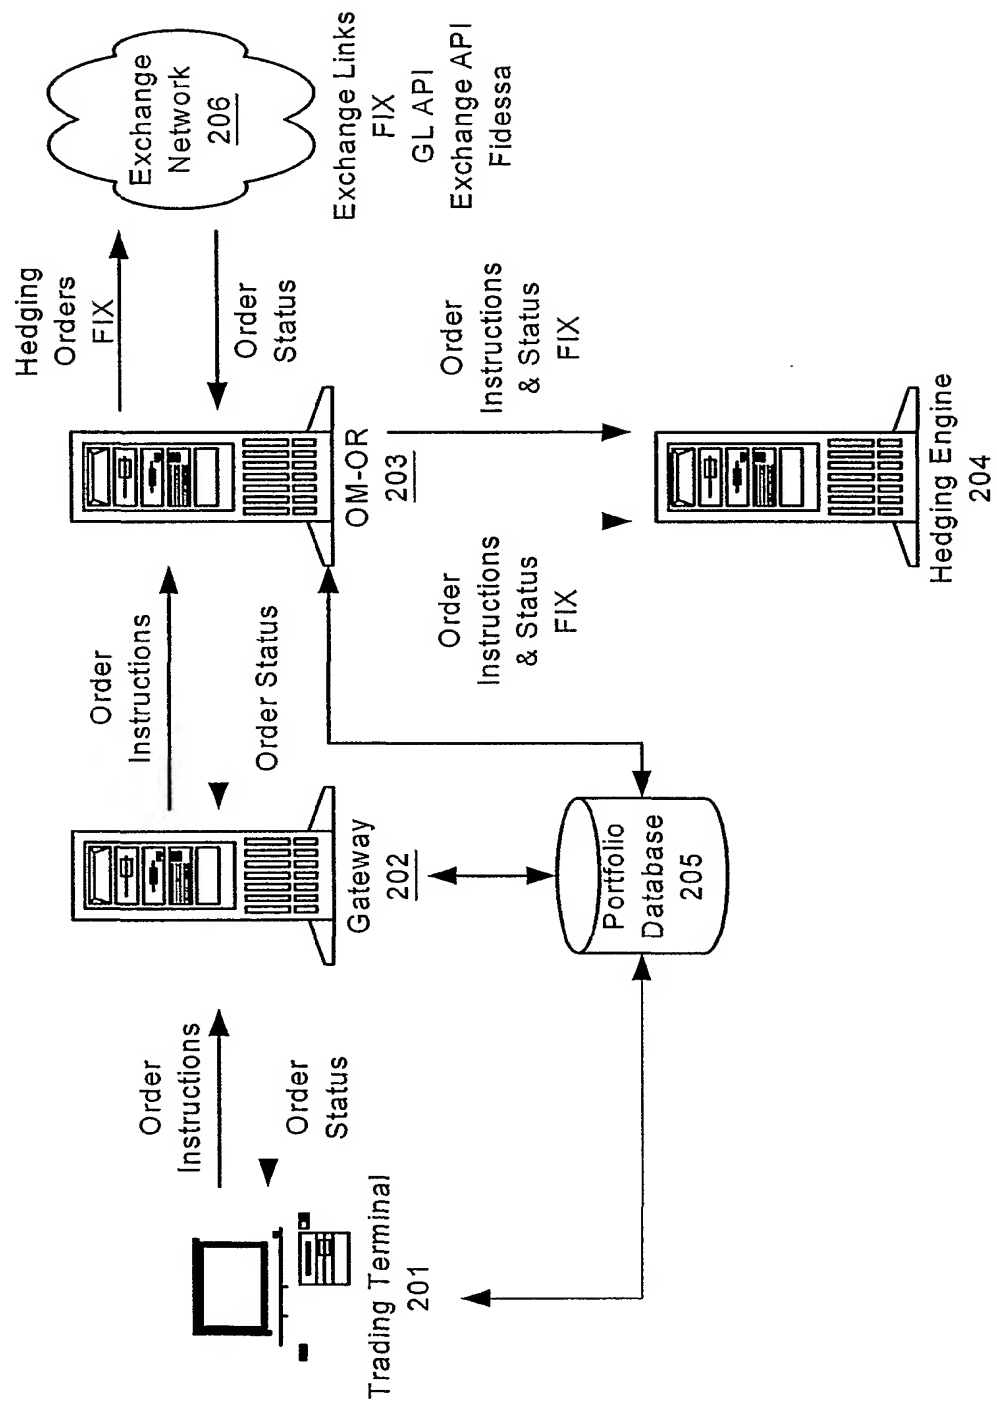 Order
Instructions
Order
Status
Trading Terminal
201
Order
Instructions
Order Status
Gateway
202
Hedging
Orders
FIX
Order
Status
OM-OR
203
Exchange
Network
206
Exchange Links
FIX
GL API
Exchange API
Fidessa
Portfolio
Database
205
Order
Instructions
& Status
FIX
Order
Instructions
& Status
FIX
Hedging Engine
204